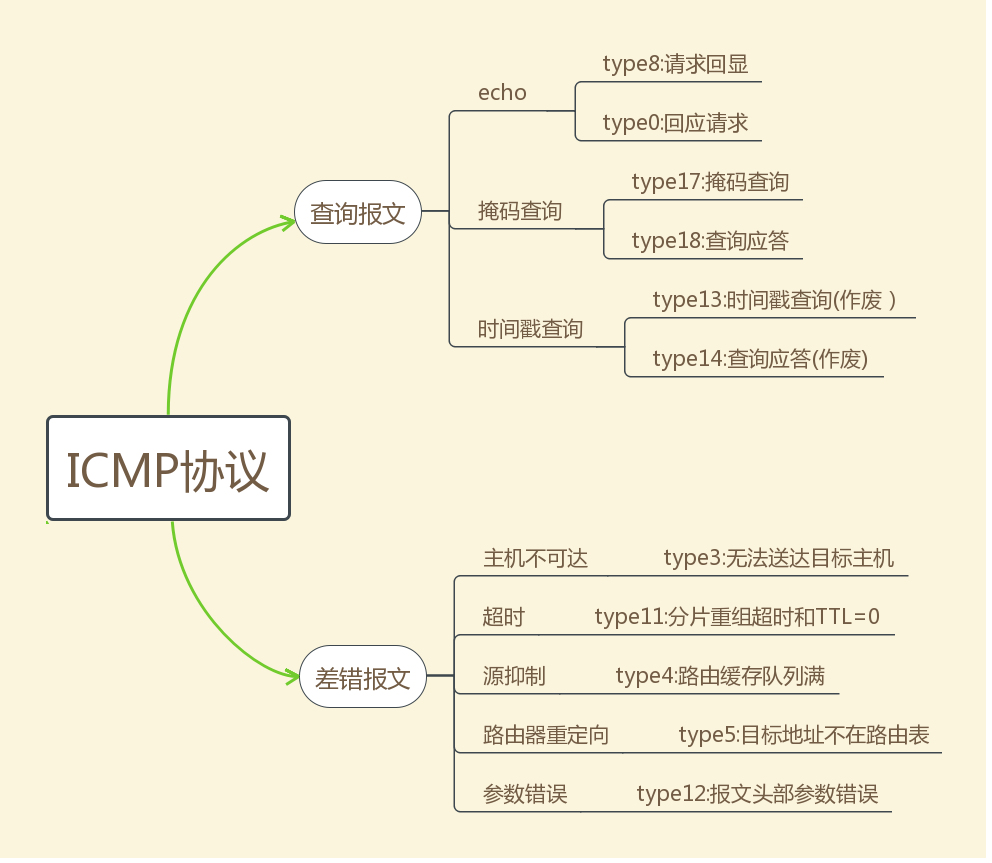 ICMP协议
查询报文
echo
type8:请求回显
type0:回应请求
掩码查询
type17:掩码查询
type18:查询应答
时间戳查询
type13:时间戳查询(作废 )
type14:查询应答(作废)
差错报文
主机不可达
type3:无法送达目标主机
超时
type11:分片重组超时和TTL=0
源抑制
type4:路由缓存队列满
路由器重定向
type5:目标地址不在路由表
参数错误
type12:报文头部参数错误